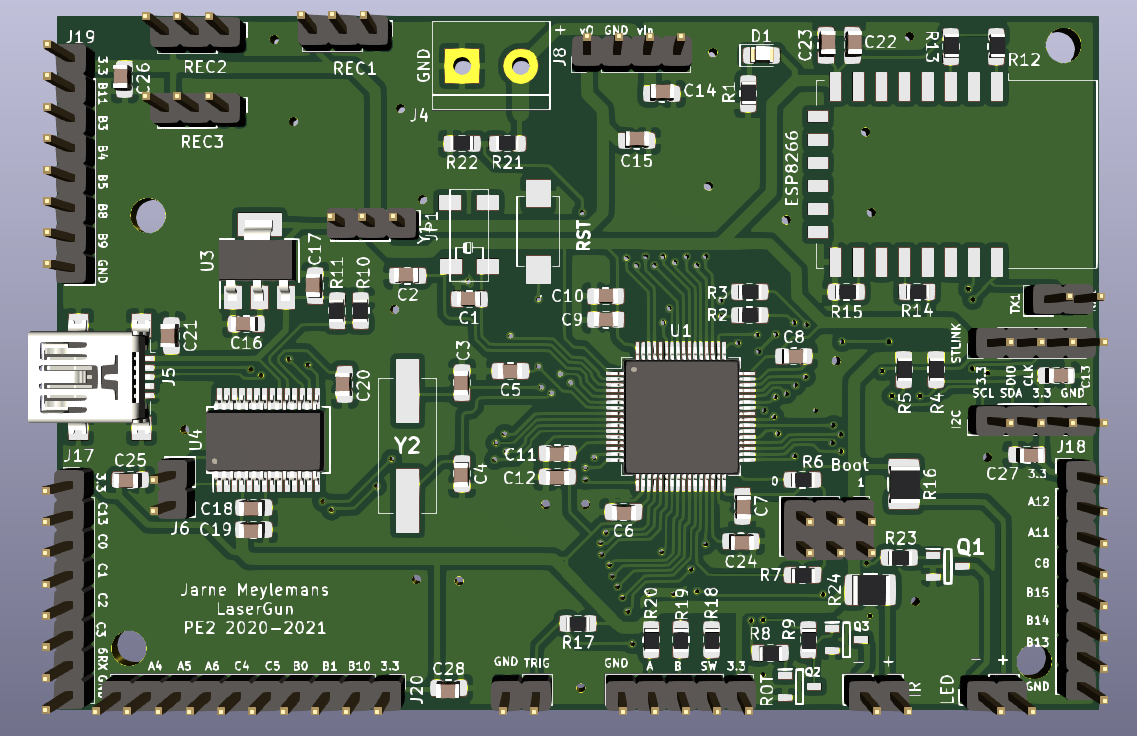 J19
3.3
B11
B3
B4
B5
B8
B9
GND
C26
REC2
REC1
REC3
GND
J4
+
J8
vO GND vin
C14
C15
D1
R1
C23
C22
R13
R12
ESP8266
R22
R21
RST
JP1
U3
C17
R11
R10
C2
C1
C16
C21
J5
C20
U4
Y2
C3
C4
C5
C10
C9
C11
C12
C6
U1
R3
R2
C8
R15
R14
TX1
STLINK
3.3
SWDIO
CLK
C13
SCL SDA 3.3 GND
I2C
R5
R4
R6 Boot
0
1
R16
C27
3.3
J18
A12
A11
C8
B15
B14
B13
GND
C7
C24
R7
R23
Q1
R24
R8
R9
Q3
Q2
J17
C25
J6
C18
C19
3.3
C13
C0
C1
C2
C3
Jarne Meylemans
LaserGun
PE2 2020-2021
A4 A5 A6 C4 C5 B0 B1 B10 3.3
J20
C28
GND TRIG
R17
R20
R19
R18
GND A B SW 3.3
ROT
- +
IR
LED
- +